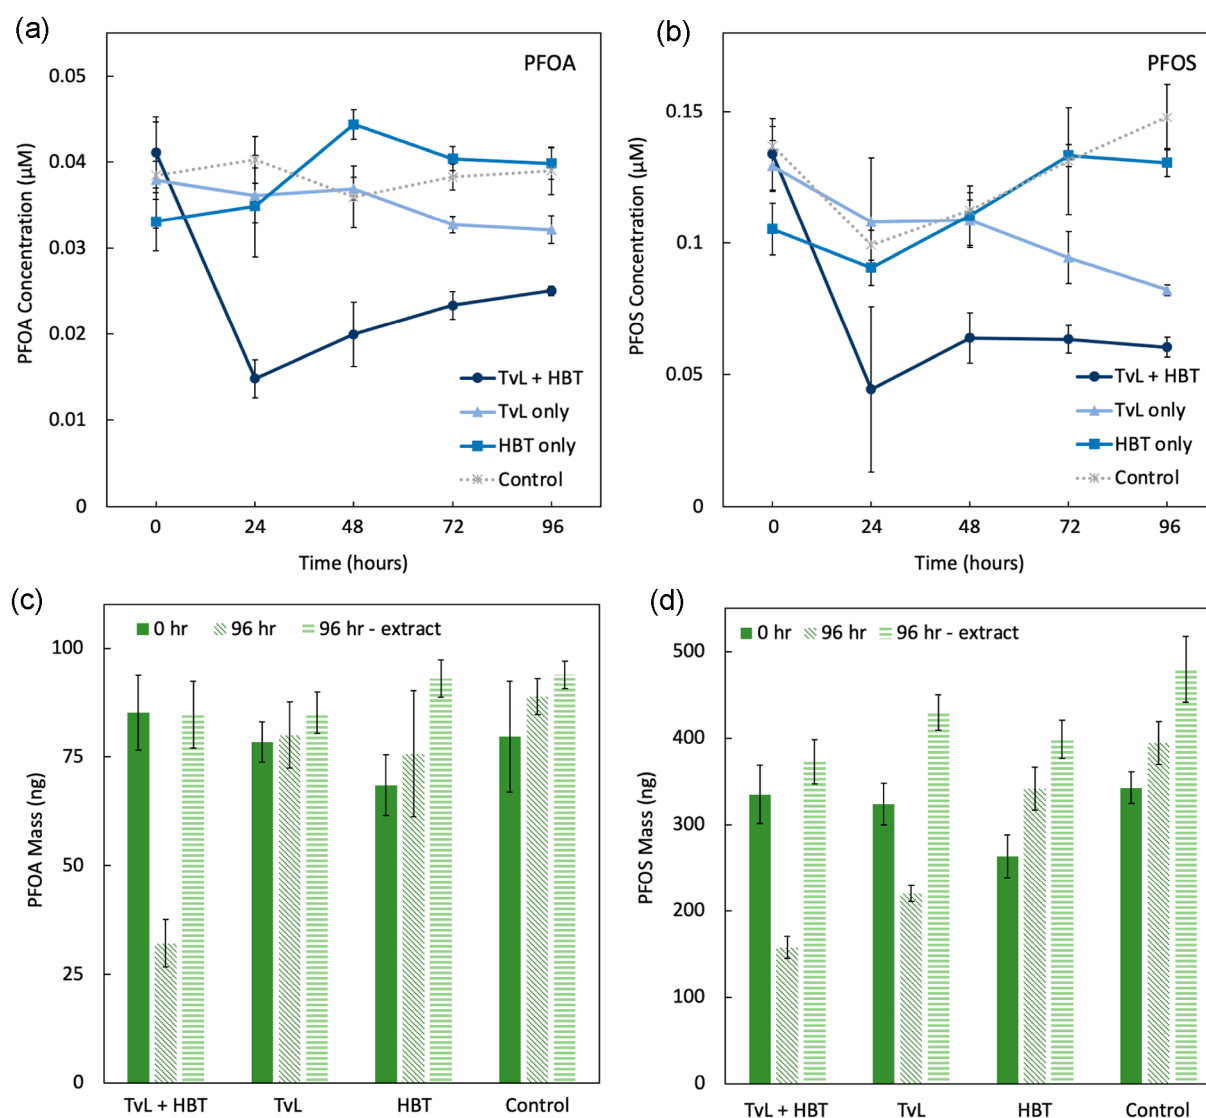 (a)
PFOA
0.05
0.04
0.03
0.02
0.01
0
PFOA Concentration (µM)
TvL + HBT
TvL only
HBT only
Control
0 24 48 72 96
Time (hours)
(b)
PFOS
0.15
0.1
0.05
0
PFOS Concentration (µM)
TvL + HBT
TvL only
HBT only
Control
0 24 48 72 96
Time (hours)
(c)
0 hr 96 hr 96 hr - extract
100
75
50
25
0
PFOA Mass (ng)
TvL + HBT TvL HBT Control
(d)
0 hr 96 hr 96 hr - extract
500
400
300
200
100
0
PFOS Mass (ng)
TvL + HBT TvL HBT Control